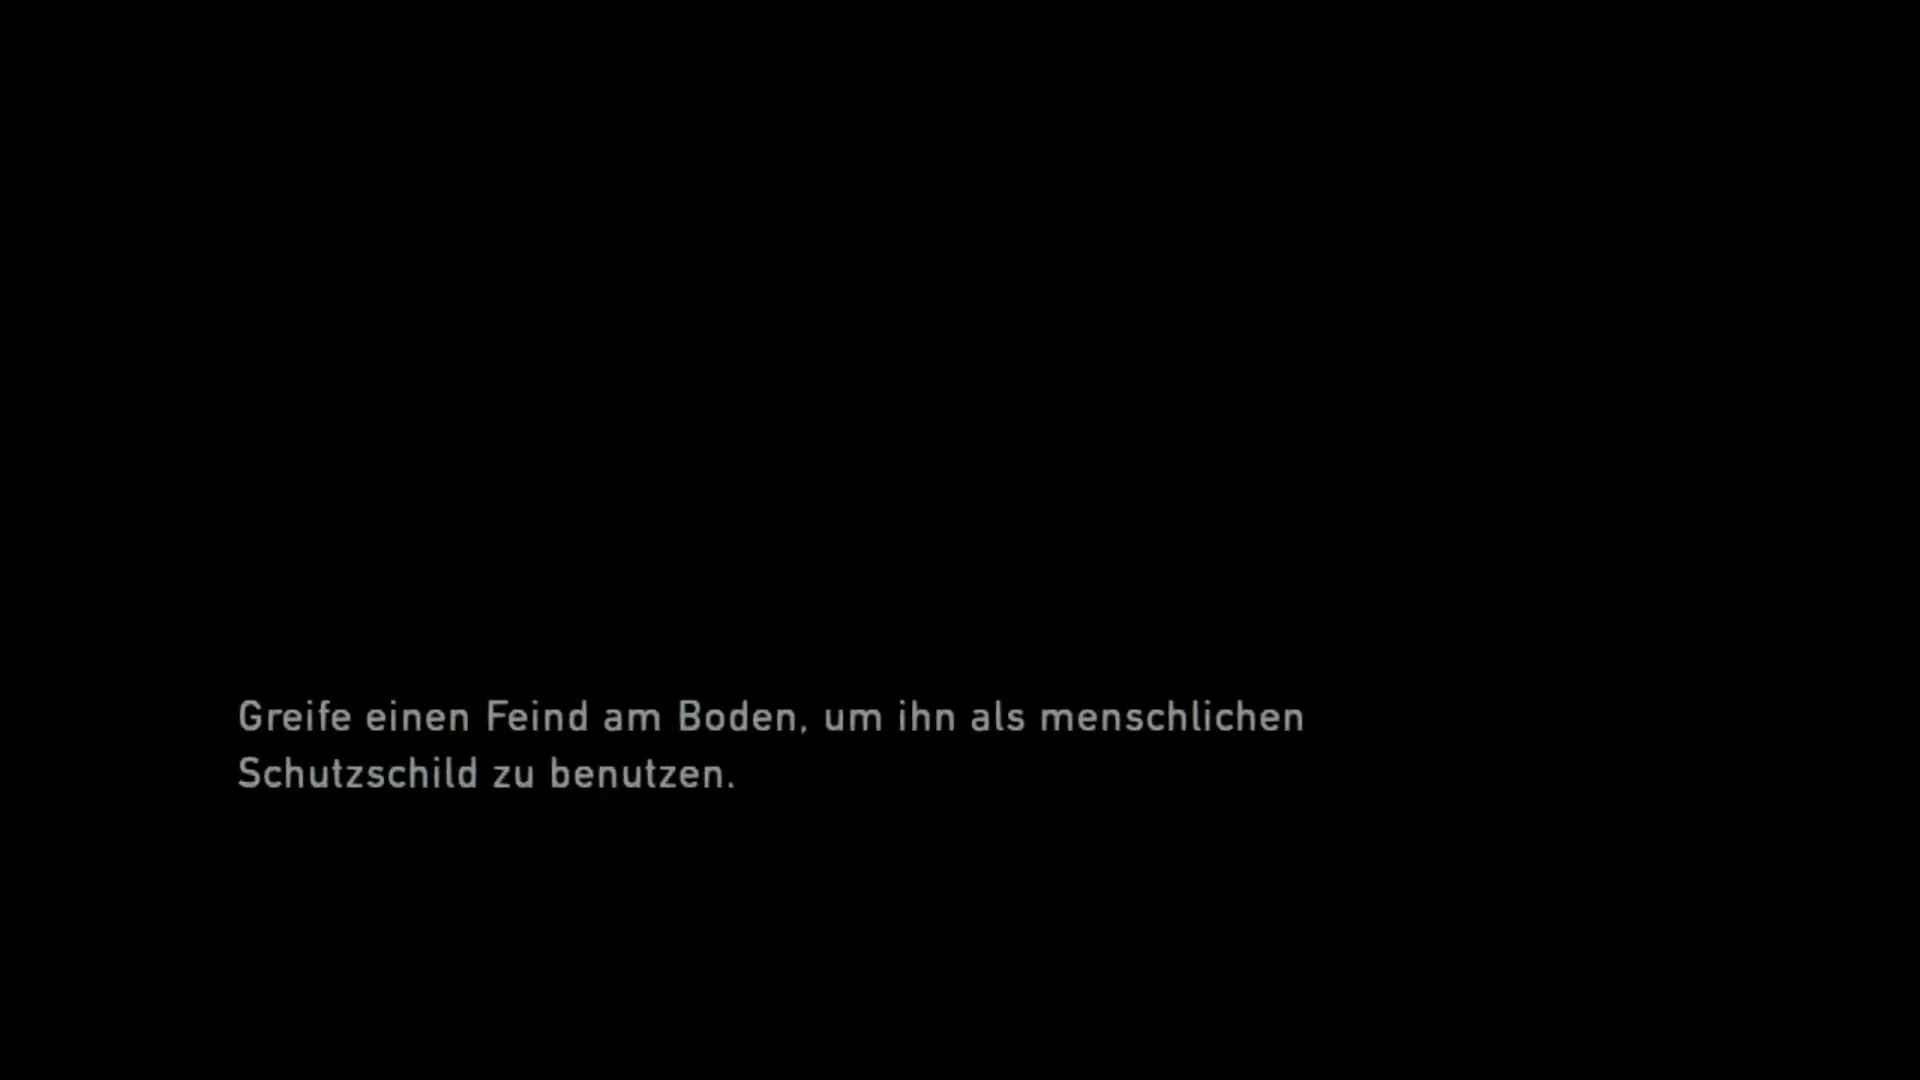 Greife einen Feind am Boden, um ihn als menschlichen
Schutzschild zu benutzen.